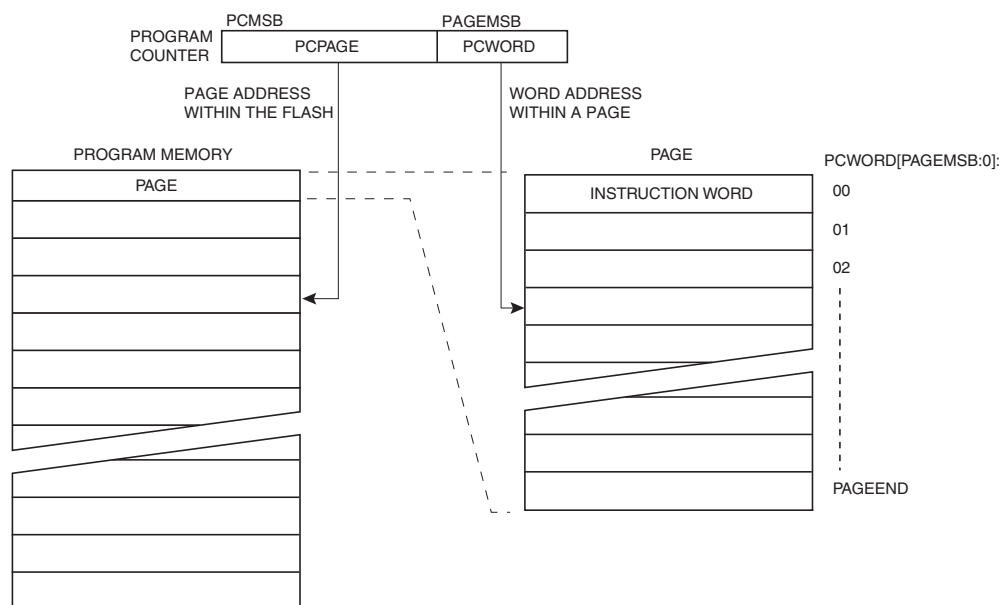 PCMSB
PAGEMSB
PROGRAM
COUNTER
PCPAGE
PCWORD
PAGE ADDRESS
WITHIN THE FLASH
WORD ADDRESS
WITHIN A PAGE
PROGRAM MEMORY
PAGE
PAGE
PCWORD[PAGEMSB:0]:
INSTRUCTION WORD
00
01
02
PAGEEND